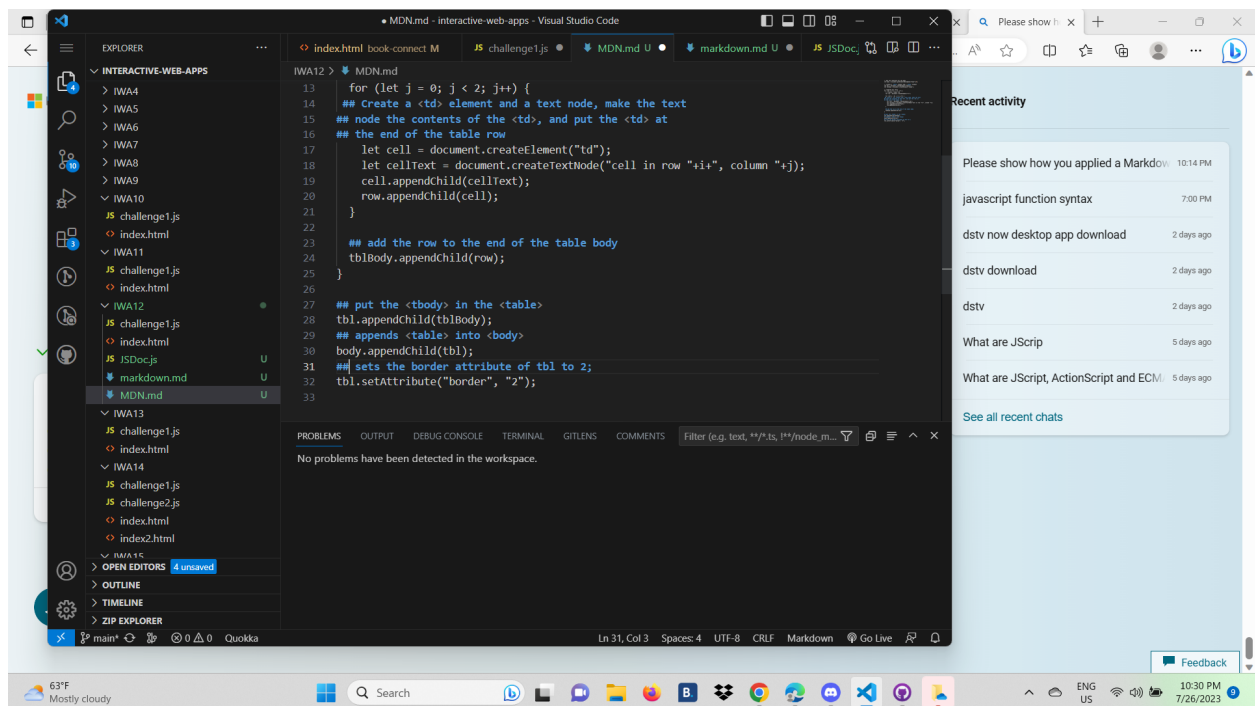 MDN.md - interactive-web-apps - Visual Studio Code
Please show h
EXPLORER
index.html book-connect M
JS challenge1.js
MDN.md U
markdown.md U
JS JSDoc.j
INTERACTIVE-WEB-APPS
IWA12 > MDN.md
IWA4
IWA5
IWA6
IWA7
IWA8
IWA9
IWA10
JS challenge1.js
index.html
IWA11
JS challenge1.js
index.html
IWA12
JS challenge1.js
index.html
JS JSDoc.js U
markdown.md U
MDN.md U
IWA13
JS challenge1.js
index.html
IWA14
JS challenge1.js
JS challenge2.js
index.html
index2.html
IWA15
OPEN EDITORS 4 unsaved
OUTLINE
TIMELINE
ZIP EXPLORER
4
10
3
13 for (let j = 0; j < 2; j++) {
14 ## Create a <td> element and a text node, make the text
15 ## node the contents of the <td>, and put the <td> at
16 ## the end of the table row
17 let cell = document.createElement("td");
18 let cellText = document.createTextNode("cell in row "+i+", column "+j);
19 cell.appendChild(cellText);
20 row.appendChild(cell);
21 }
22
23 ## add the row to the end of the table body
24 tblBody.appendChild(row);
25 }
26
27 ## put the <tbody> in the <table>
28 tbl.appendChild(tblBody);
29 ## appends <table> into <body>
30 body.appendChild(tbl);
31 ## sets the border attribute of tbl to 2;
32 tbl.setAttribute("border", "2");
33
PROBLEMS OUTPUT DEBUG CONSOLE TERMINAL GITLENS COMMENTS Filter (e.g. text, **/*.ts, !**/node_m...
No problems have been detected in the workspace.
main* 0 0 Quokka
Ln 31, Col 3 Spaces: 4 UTF-8 CRLF Markdown Go Live
Recent activity
Please show how you applied a Markdow 10:14 PM
javascript function syntax 7:00 PM
dstv now desktop app download 2 days ago
dstv download 2 days ago
dstv 2 days ago
What are JScrip 5 days ago
What are JScript, ActionScript and ECM 5 days ago
See all recent chats
Feedback
63°F
Mostly cloudy
Search
B.
ENG
US
10:30 PM
7/26/2023
9